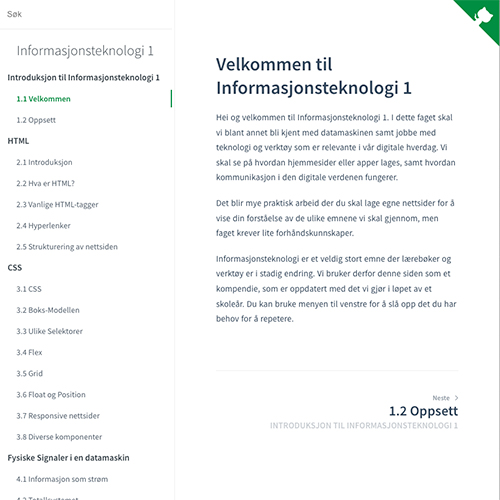 Søk
Informasjonsteknologi 1
Introduksjon til Informasjonsteknologi 1
1.1 Velkommen
1.2 Oppsett
HTML
2.1 Introduksjon
2.2 Hva er HTML?
2.3 Vanlige HTML-tagger
2.4 Hyperlenker
2.5 Strukturering av nettsiden
CSS
3.1 CSS
3.2 Boks-Modellen
3.3 Ulike Selektorer
3.4 Flex
3.5 Grid
3.6 Float og Position
3.7 Responsive nettsider
3.8 Diverse komponenter
Fysiske Signaler i en datamaskin
4.1 Informasjon som strøm
4.2 Totallsystemet
Velkommen til
Informasjonsteknologi 1
Hei og velkommen til Informasjonsteknologi 1. I dette faget skal
vi blant annet bli kjent med datamaskinen samt jobbe med
teknologi og verktøy som er relevante i vår digitale hverdag. Vi
skal se på hvordan hjemmesider eller apper lages, samt hvordan
kommunikasjon i den digitale verdenen fungerer.
Det blir mye praktisk arbeid der du skal lage egne nettsider for å
vise din forståelse av de ulike emnene vi skal gjennom, men
faget krever lite forhåndskunnskaper.
Informasjonsteknologi er et veldig stort emne der lærebøker og
verktøy er i stadig endring. Vi bruker derfor denne siden som et
kompendie, som er oppdatert med det vi gjør i løpet av et
skoleår. Du kan bruke menyen til venstre for å slå opp det du har
behov for å repetere.
Neste
1.2 Oppsett
INTRODUKSJON TIL INFORMASJONSTEKNOLOGI 1